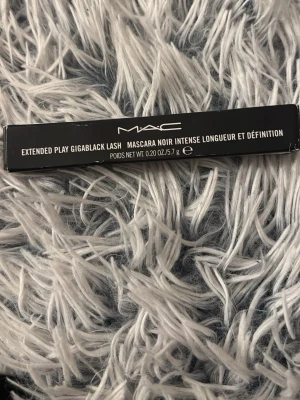 MAC
EXTENDED PLAY GIGABLACK LASH MASCARA NOIR INTENSE LONGUEUR ET DÉFINITION
POIDS NET WT. 0.20 OZ./5.7 g ℮